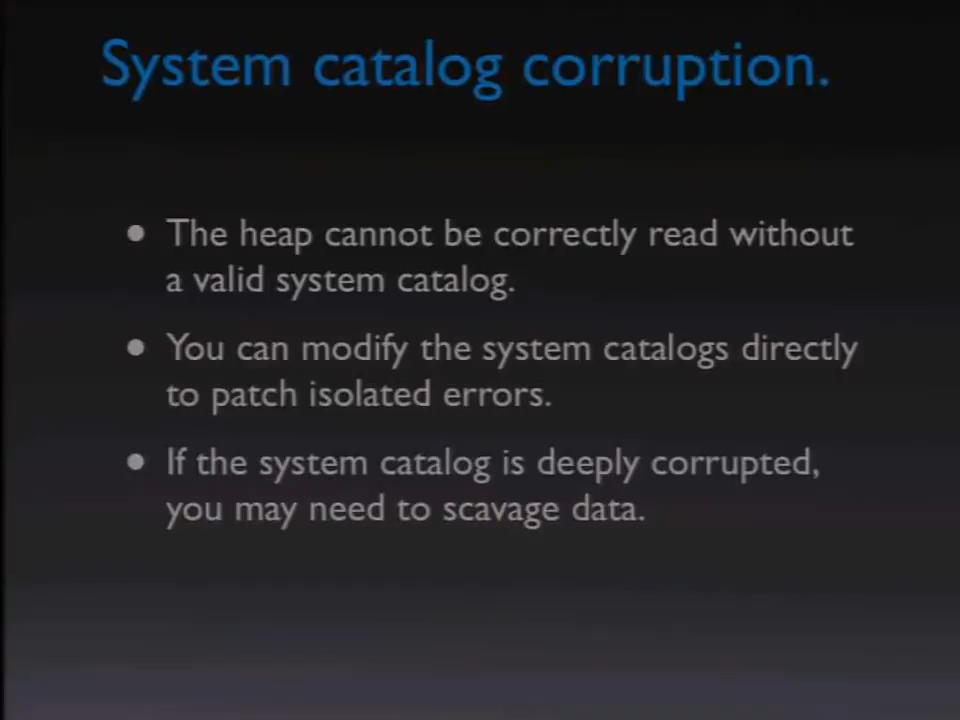 System catalog corruption.
• The heap cannot be correctly read without
a valid system catalog.
• You can modify the system catalogs directly
to patch isolated errors.
• If the system catalog is deeply corrupted,
you may need to scavage data.